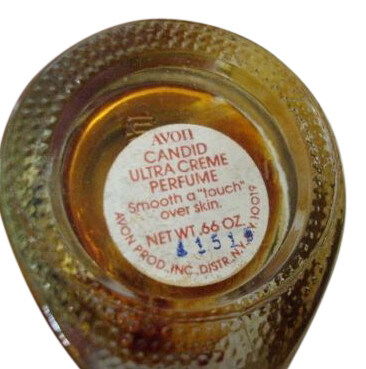 AVON
CANDID
ULTRA CREME
PERFUME
Smooth a "touch"
over skin.
NET WT. .66 OZ.
AVON PROD., INC., DISTR. N.Y., N.Y. 10019